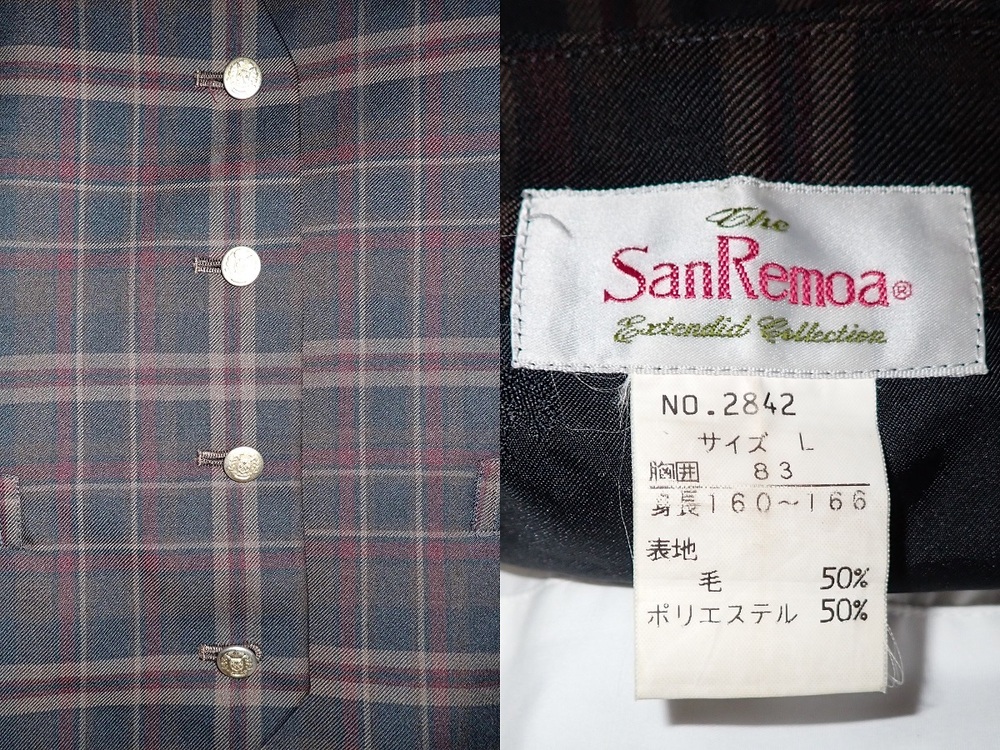 The
SanRemoa®
Extendid Collection
NO.2842
サイズ L
胸囲 83
身長160~166
表地
毛 50%
ポリエステル 50%